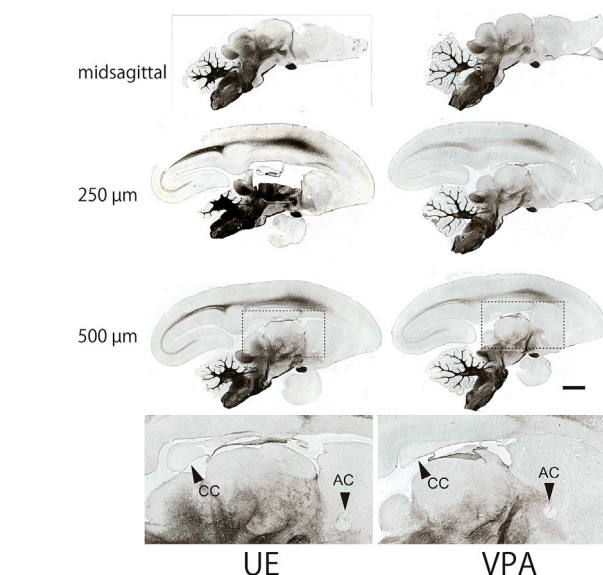 midsagittal
250 μm
500 μm
CC
AC
CC
AC
UE
VPA